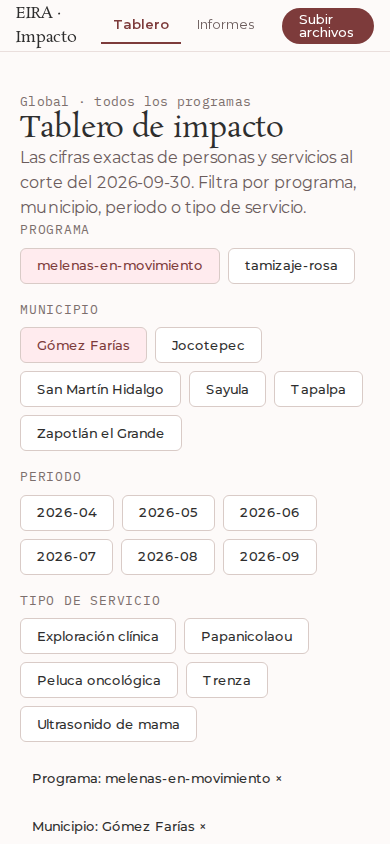 EIRA ·
Impacto
Tablero
Informes
Subir
archivos
Global · todos los programas
Tablero de impacto
Las cifras exactas de personas y servicios al
corte del 2026-09-30. Filtra por programa,
municipio, periodo o tipo de servicio.
PROGRAMA
melenas-en-movimiento
tamizaje-rosa
MUNICIPIO
Gómez Farías
Jocotepec
San Martín Hidalgo
Sayula
Tapalpa
Zapotlán el Grande
PERIODO
2026-04
2026-05
2026-06
2026-07
2026-08
2026-09
TIPO DE SERVICIO
Exploración clínica
Papanicolaou
Peluca oncológica
Trenza
Ultrasonido de mama
Programa: melenas-en-movimiento ×
Municipio: Gómez Farías ×